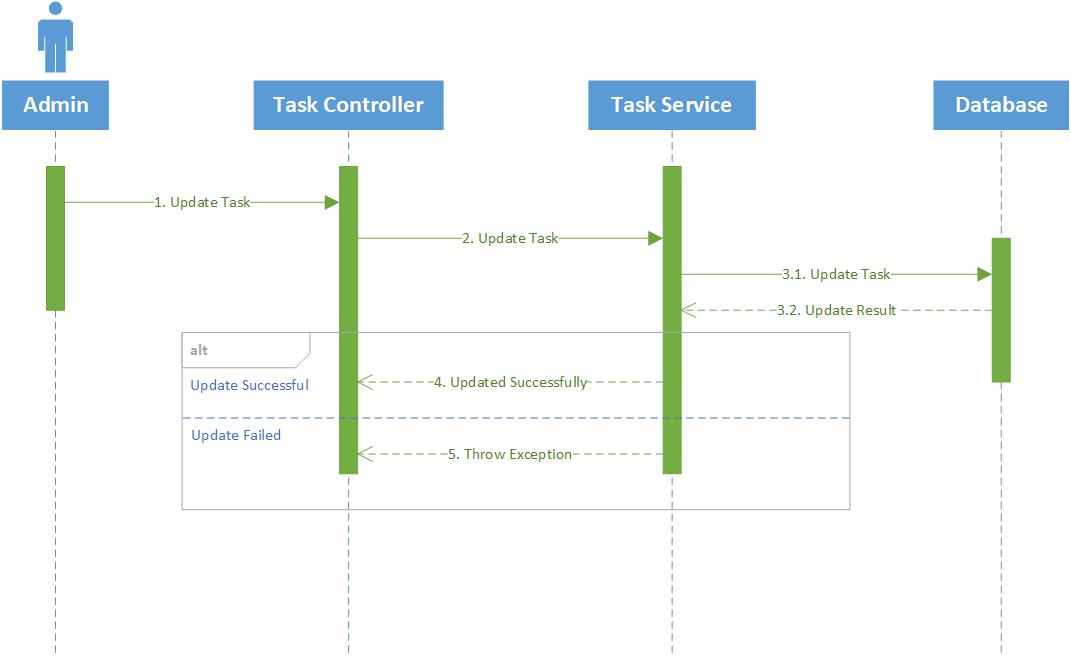 Admin
Task Controller
Task Service
Database
1. Update Task
2. Update Task
3.1. Update Task
3.2. Update Result
alt
Update Successful
4. Updated Successfully
Update Failed
5. Throw Exception